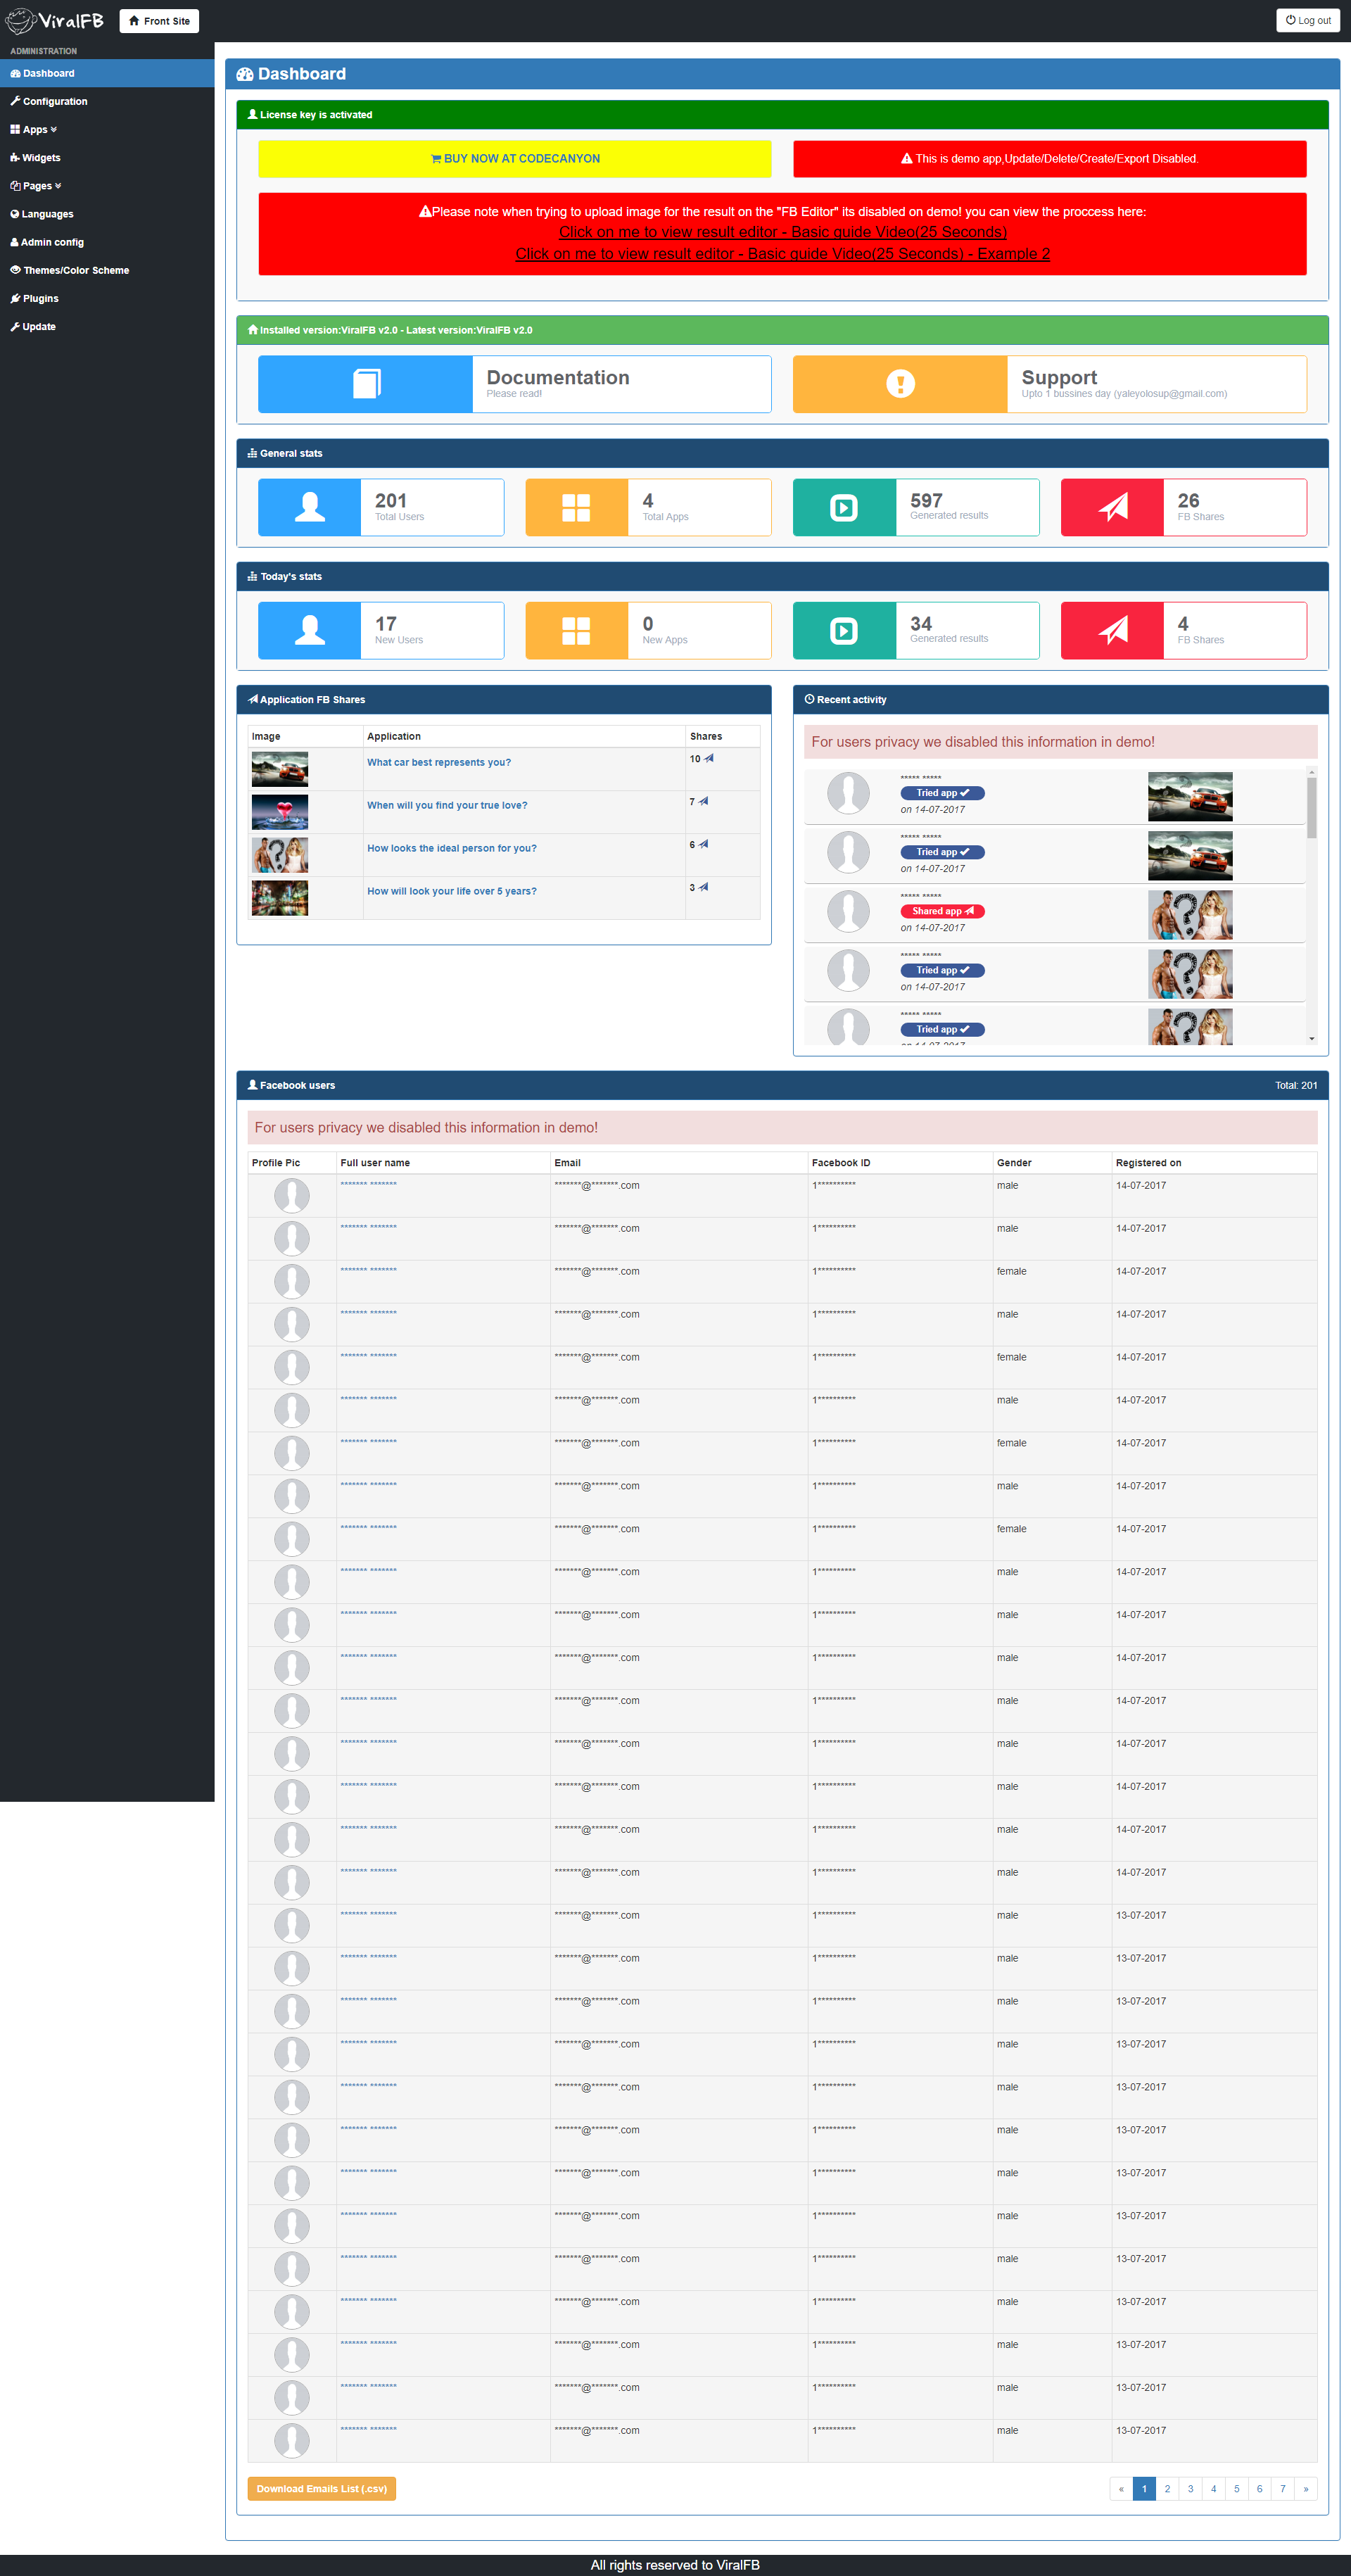 ViralFB
Front Site
Log out
ADMINISTRATION
Dashboard
Configuration
Apps
Widgets
Pages
Languages
Admin config
Themes/Color Scheme
Plugins
Update
Dashboard
License key is activated
BUY NOW AT CODECANYON
This is demo app,Update/Delete/Create/Export Disabled.
Please note when trying to upload image for the result on the "FB Editor" its disabled on demo! you can view the proccess here:
Click on me to view result editor - Basic guide Video(25 Seconds)
Click on me to view result editor - Basic guide Video(25 Seconds) - Example 2
Installed version:ViralFB v2.0 - Latest version:ViralFB v2.0
Documentation
Please read!
Support
Upto 1 bussines day (yaleyolosup@gmail.com)
General stats
201
Total Users
4
Total Apps
597
Generated results
26
FB Shares
Today's stats
17
New Users
0
New Apps
34
Generated results
4
FB Shares
Application FB Shares
Image Application Shares
What car best represents you? 10
When will you find your true love? 7
How looks the ideal person for you? 6
How will look your life over 5 years? 3
Recent activity
For users privacy we disabled this information in demo!
***** *****
Tried app
on 14-07-2017
***** *****
Tried app
on 14-07-2017
***** *****
Shared app
on 14-07-2017
***** *****
Tried app
on 14-07-2017
***** *****
Tried app
on 14-07-2017
Facebook users Total: 201
For users privacy we disabled this information in demo!
Profile Pic Full user name Email Facebook ID Gender Registered on
******* ******* *******@*******.com 1********** male 14-07-2017
******* ******* *******@*******.com 1********** male 14-07-2017
******* ******* *******@*******.com 1********** female 14-07-2017
******* ******* *******@*******.com 1********** male 14-07-2017
******* ******* *******@*******.com 1********** female 14-07-2017
******* ******* *******@*******.com 1********** male 14-07-2017
******* ******* *******@*******.com 1********** female 14-07-2017
******* ******* *******@*******.com 1********** male 14-07-2017
******* ******* *******@*******.com 1********** female 14-07-2017
******* ******* *******@*******.com 1********** male 14-07-2017
******* ******* *******@*******.com 1********** male 14-07-2017
******* ******* *******@*******.com 1********** male 14-07-2017
******* ******* *******@*******.com 1********** male 14-07-2017
******* ******* *******@*******.com 1********** male 14-07-2017
******* ******* *******@*******.com 1********** male 14-07-2017
******* ******* *******@*******.com 1********** male 14-07-2017
******* ******* *******@*******.com 1********** male 14-07-2017
******* ******* *******@*******.com 1********** male 13-07-2017
******* ******* *******@*******.com 1********** male 13-07-2017
******* ******* *******@*******.com 1********** male 13-07-2017
******* ******* *******@*******.com 1********** male 13-07-2017
******* ******* *******@*******.com 1********** male 13-07-2017
******* ******* *******@*******.com 1********** male 13-07-2017
******* ******* *******@*******.com 1********** male 13-07-2017
******* ******* *******@*******.com 1********** male 13-07-2017
******* ******* *******@*******.com 1********** male 13-07-2017
******* ******* *******@*******.com 1********** male 13-07-2017
******* ******* *******@*******.com 1********** male 13-07-2017
******* ******* *******@*******.com 1********** male 13-07-2017
******* ******* *******@*******.com 1********** male 13-07-2017
Download Emails List (.csv)
« 1 2 3 4 5 6 7 »
All rights reserved to ViralFB